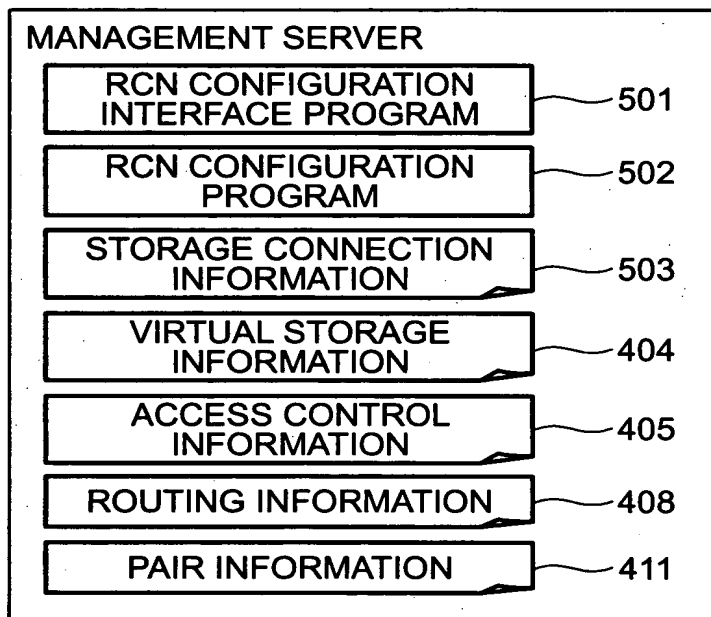 MANAGEMENT SERVER
RCN CONFIGURATION
INTERFACE PROGRAM
501
RCN CONFIGURATION
PROGRAM
502
STORAGE CONNECTION
INFORMATION
503
VIRTUAL STORAGE
INFORMATION
404
ACCESS CONTROL
INFORMATION
405
ROUTING INFORMATION
408
PAIR INFORMATION
411